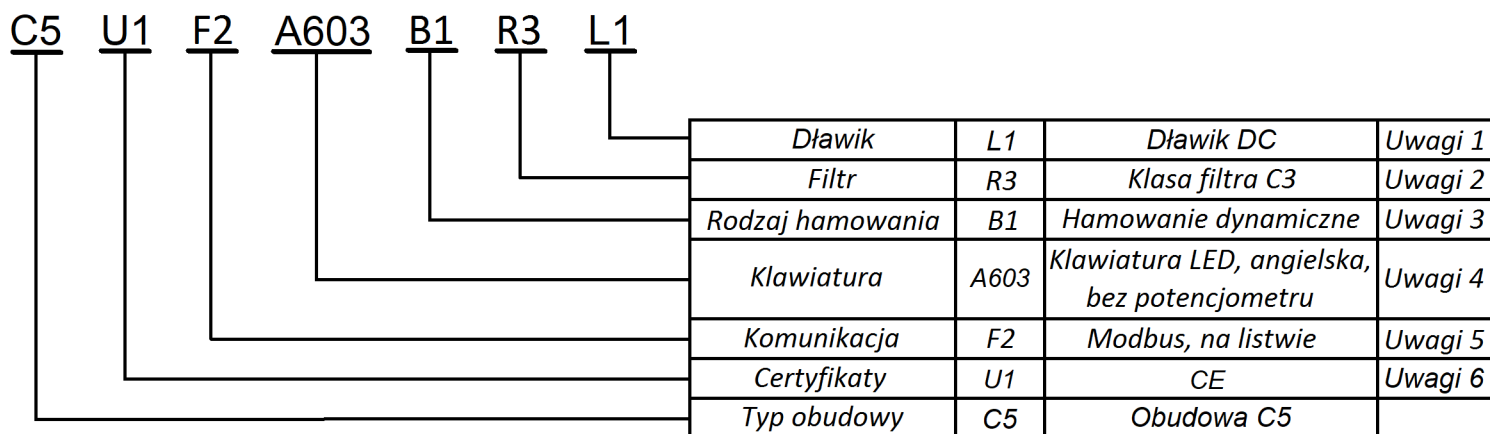 C5 U1 F2 A603 B1 R3 L1
Dławik L1 Dławik DC Uwagi 1
Filtr R3 Klasa filtra C3 Uwagi 2
Rodzaj hamowania B1 Hamowanie dynamiczne Uwagi 3
Klawiatura A603 Klawiatura LED, angielska, Uwagi 4
bez potencjometru
Komunikacja F2 Modbus, na listwie Uwagi 5
Certyfikaty U1 CE Uwagi 6
Typ obudowy C5 Obudowa C5